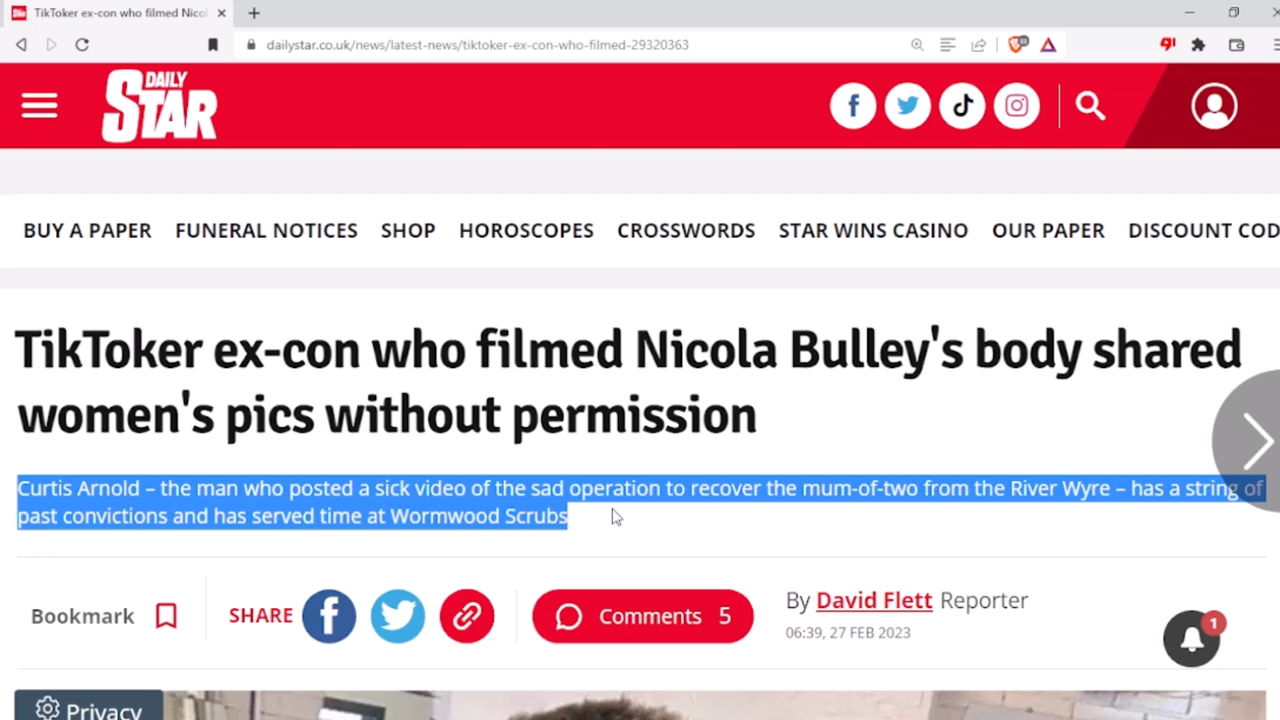 TikToker ex-con who filmed Nicol
dailystar.co.uk/news/latest-news/tiktoker-ex-con-who-filmed-29320363
DAILY
STAR
BUY A PAPER FUNERAL NOTICES SHOP HOROSCOPES CROSSWORDS STAR WINS CASINO OUR PAPER DISCOUNT COD
TikToker ex-con who filmed Nicola Bulley's body shared
women's pics without permission
Curtis Arnold – the man who posted a sick video of the sad operation to recover the mum-of-two from the River Wyre – has a string of
past convictions and has served time at Wormwood Scrubs
Bookmark SHARE Comments 5 By David Flett Reporter
06:39, 27 FEB 2023
1
Privacy